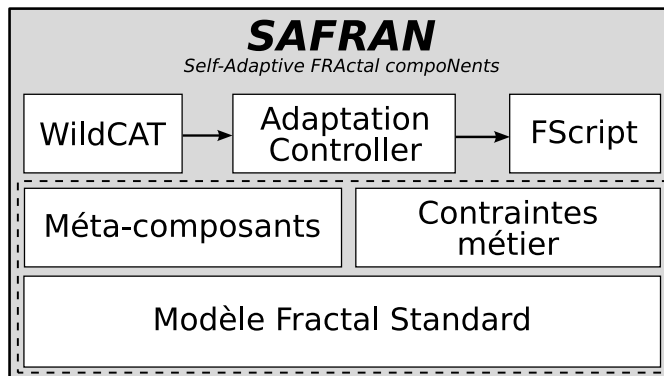 SAFRAN
Self-Adaptive FRActal compoNents
WildCAT
Adaptation
Controller
FScript
Méta-composants
Contraintes
métier
Modèle Fractal Standard